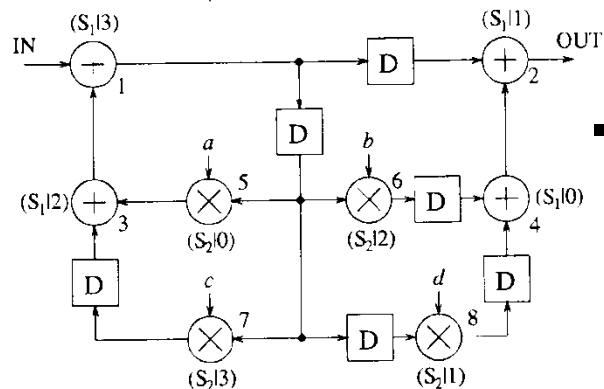 (S₁|3) (S₁|1)
IN − D + OUT
1 2
D
a b
(S₁|2) + × 5 × 6 D + (S₁|0)
3 (S₂|0) (S₂|2) 4
D c d D
× 7 D × 8
(S₂|3) (S₂|1)